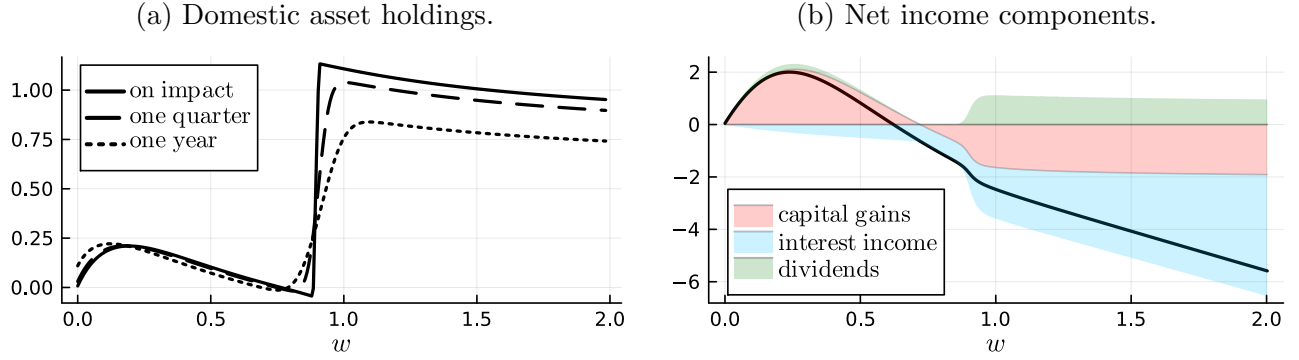 (a) Domestic asset holdings.
1.00
0.75
0.50
0.25
0.00
on impact
one quarter
one year
0.0 0.5 1.0 1.5 2.0
w
(b) Net income components.
2
0
−2
−4
−6
capital gains
interest income
dividends
0.0 0.5 1.0 1.5 2.0
w